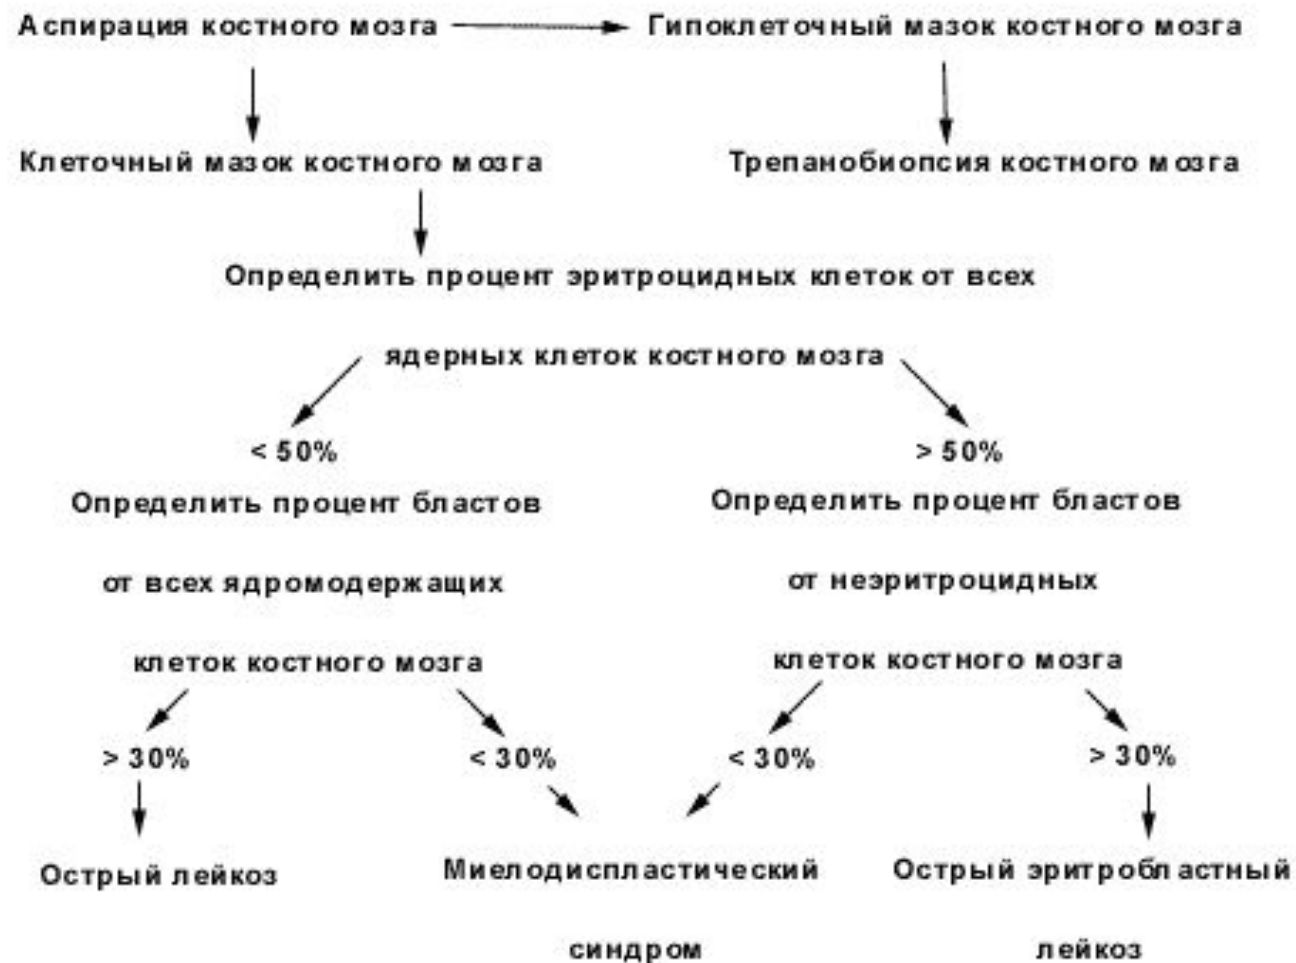 Аспирация костного мозга
Гипоклеточный мазок костного мозга
Клеточный мазок костного мозга
Трепанобиопсия костного мозга
Определить процент эритроцидных клеток от всех
ядерных клеток костного мозга
< 50%
> 50%
Определить процент бластов
Определить процент бластов
от всех ядромодержащих
от неэритроцидных
клеток костного мозга
клеток костного мозга
> 30%
< 30%
< 30%
> 30%
Острый лейкоз
Миелодиспластический
Острый эритробластный
синдром
лейкоз